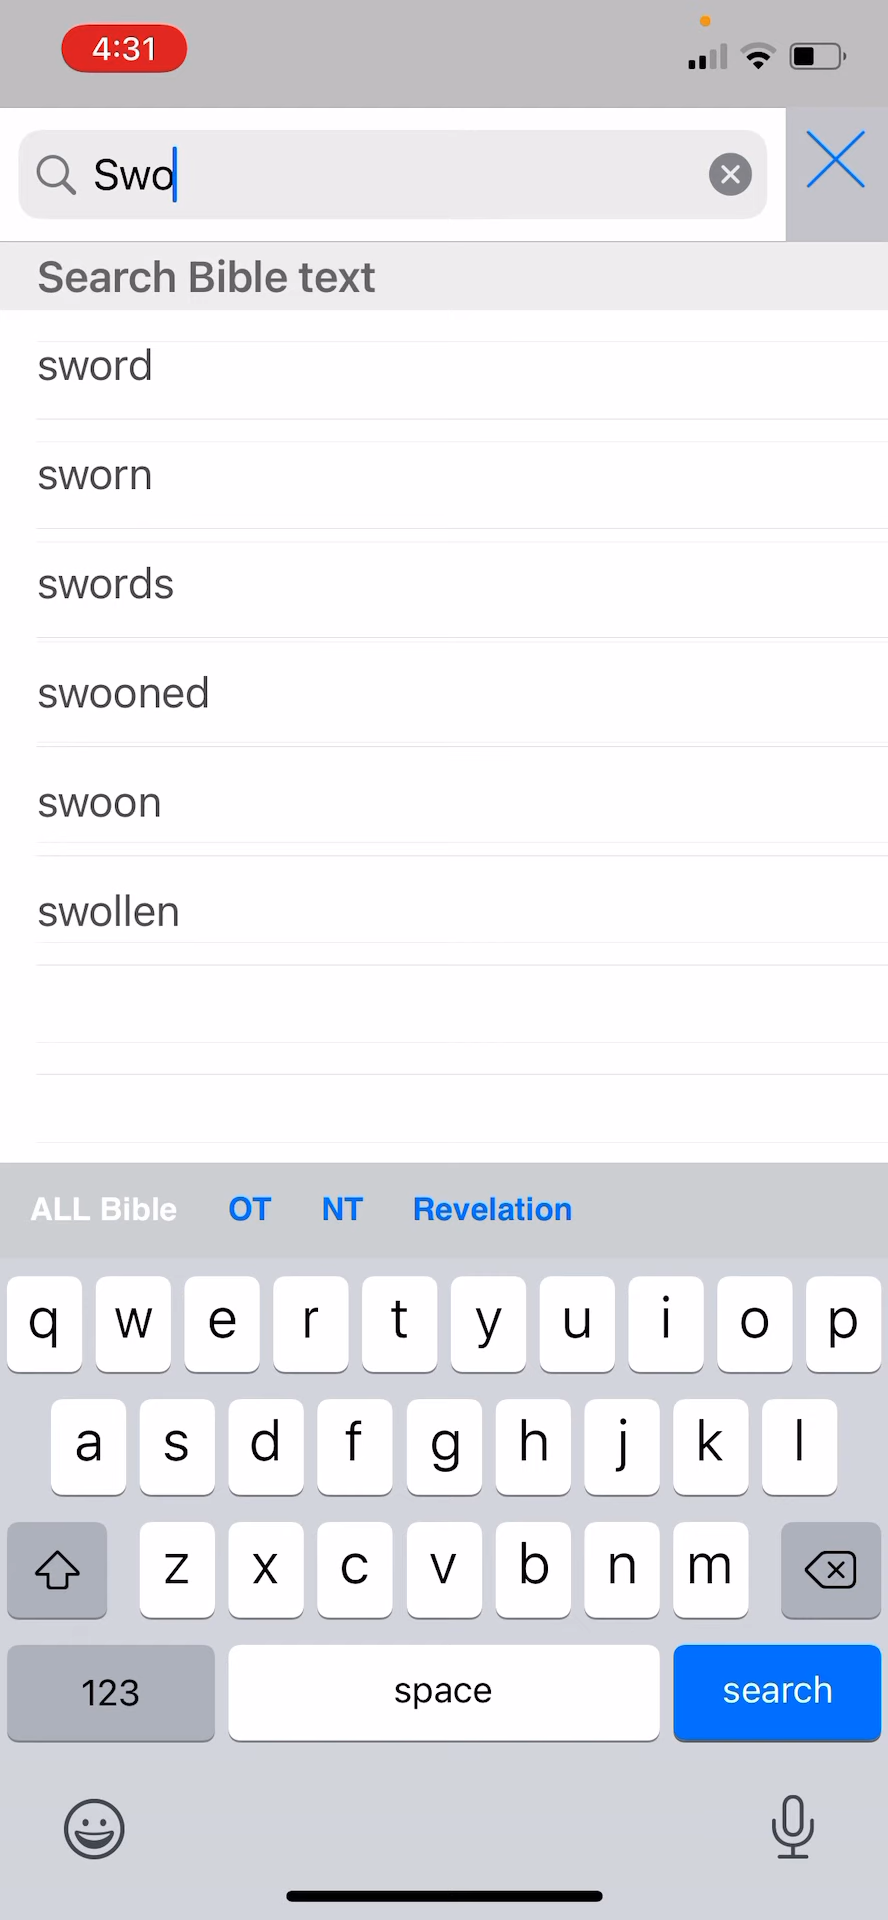 4:31
Swo
Search Bible text
sword
sworn
swords
swooned
swoon
swollen
ALL Bible OT NT Revelation
q w e r t y u i o p
a s d f g h j k l
z x c v b n m
123 space search